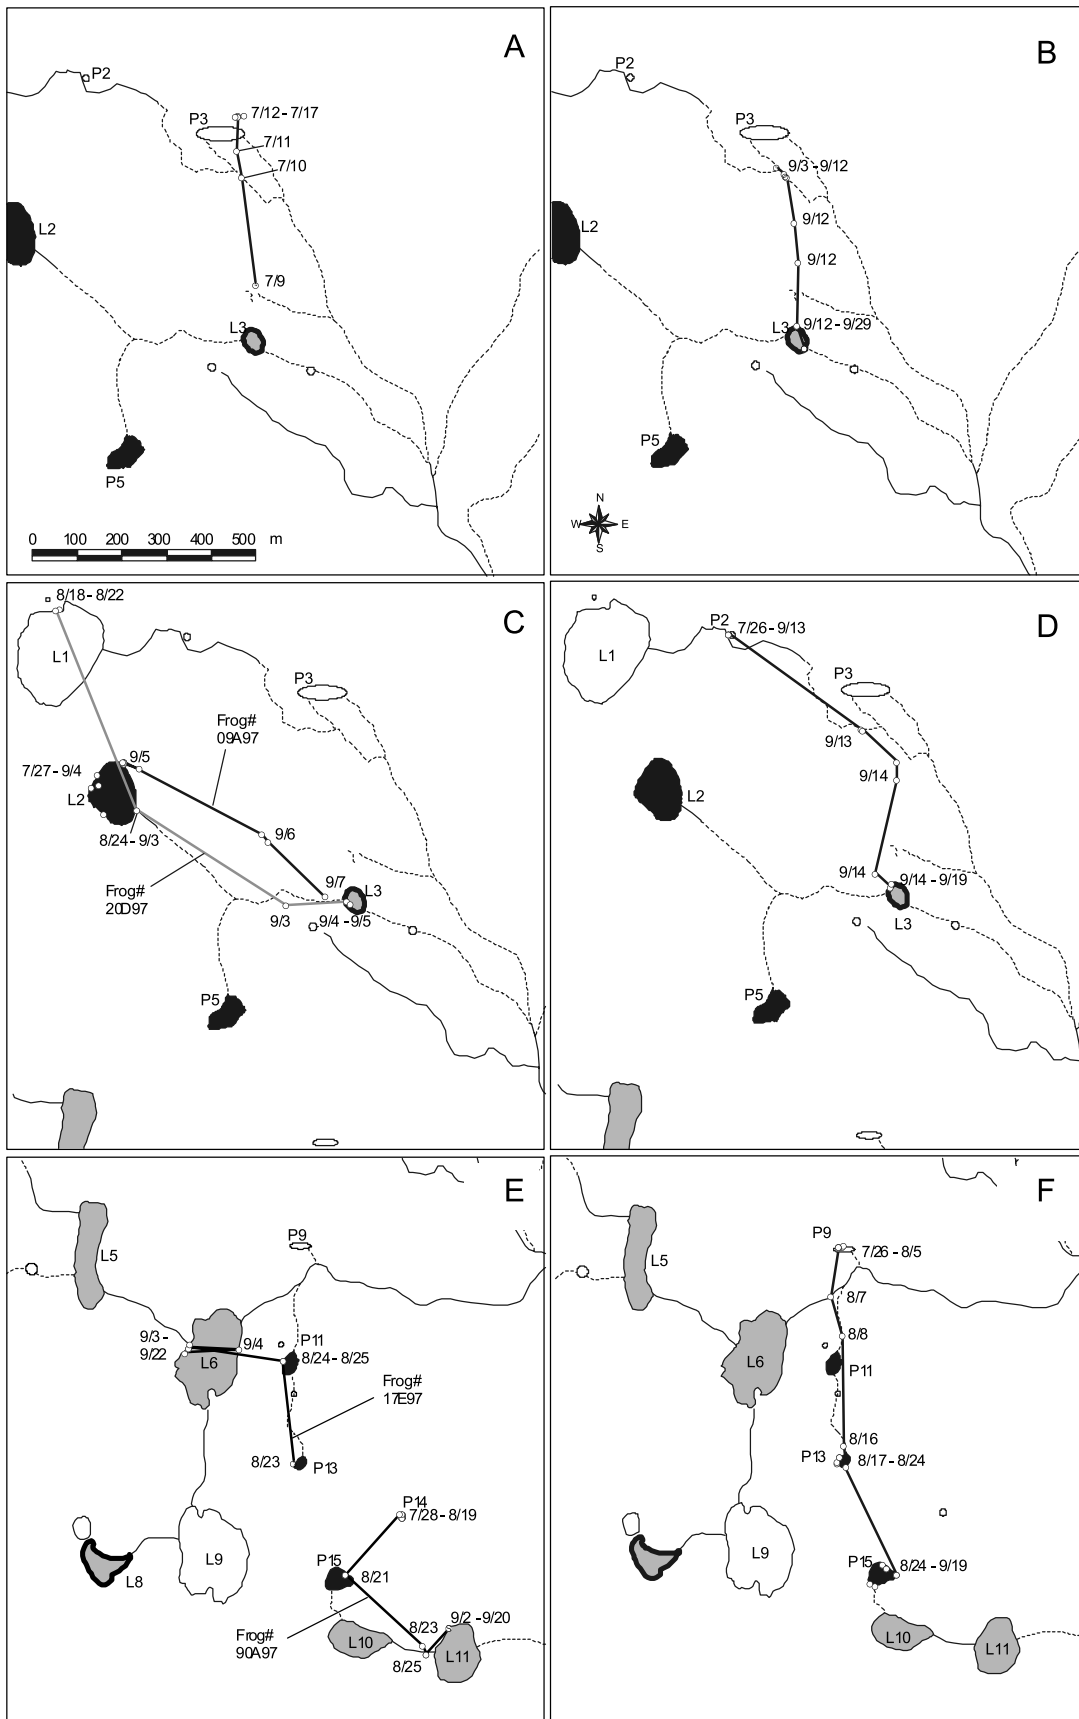 A
P2
P3
7/12 - 7/17
7/11
7/10
L2
7/9
L3
P5
0 100 200 300 400 500 m
B
P2
P3
9/3 - 9/12
L2
9/12
9/12
L3
9/12 - 9/29
P5
N
W E
S
C
8/18 - 8/22
L1
P3
Frog#
09A97
9/5
7/27 - 9/4
L2
8/24 - 9/3
9/6
Frog#
20D97
9/7
L3
9/3
9/4 - 9/5
P5
D
P2
7/26 - 9/13
L1
P3
9/13
L2
9/14
9/14
9/14 - 9/19
L3
P5
E
P9
L5
9/3 -
9/22
9/4
P11
L6
8/24 - 8/25
Frog#
17E97
8/23
P13
P14
7/28 - 8/19
L9
P15
L8
8/21
Frog#
90A97
8/23
9/2 - 9/20
L10
8/25
L11
F
P9
7/26 - 8/5
L5
8/7
8/8
L6
P11
8/16
P13
8/17 - 8/24
L9
P15
8/24 - 9/19
L10
L11